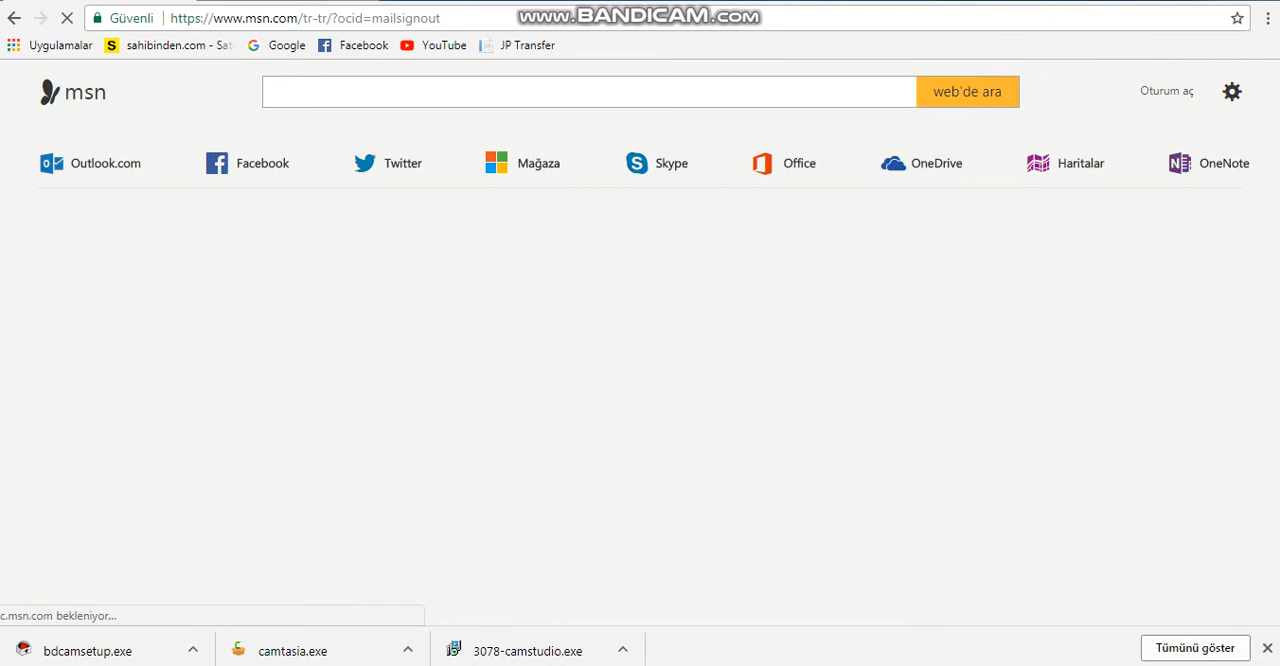 Güvenli https://www.msn.com/tr-tr/?ocid=mailsignout
www.BANDICAM.com
Uygulamalar sahibinden.com - Sat Google Facebook YouTube JP Transfer
msn web'de ara Oturum aç
Outlook.com Facebook Twitter Mağaza Skype Office OneDrive Haritalar OneNote
c.msn.com bekleniyor...
bdcamsetup.exe camtasia.exe 3078-camstudio.exe Tümünü göster